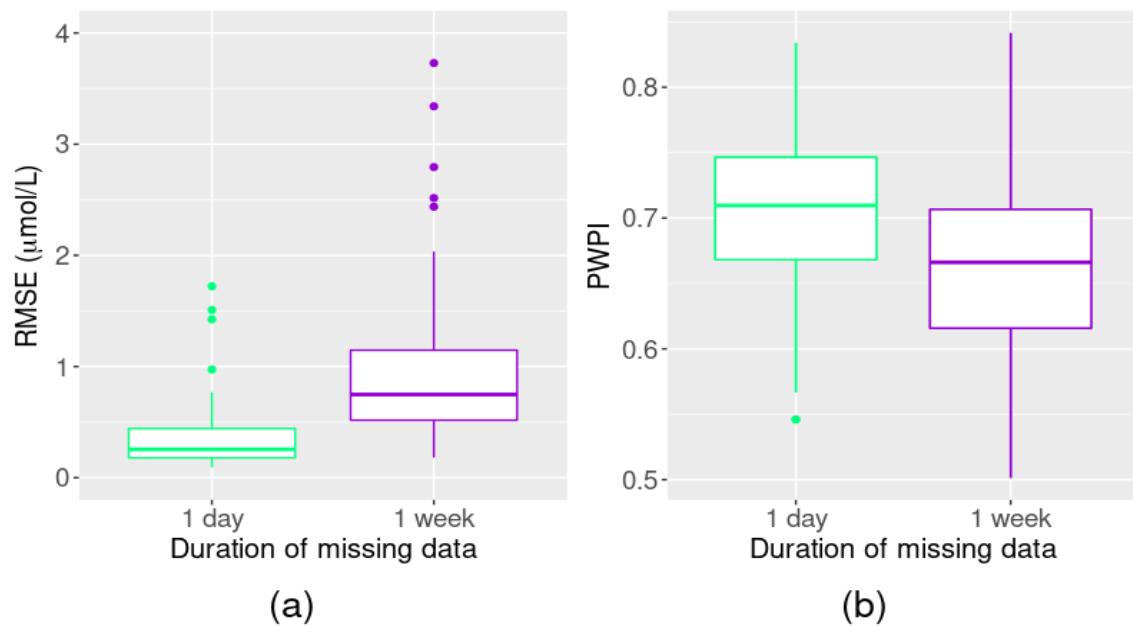 4
3
2
1
0
RMSE (μmol/L)
1 day
1 week
Duration of missing data
(a)
0.8
0.7
0.6
0.5
PWPI
1 day
1 week
Duration of missing data
(b)